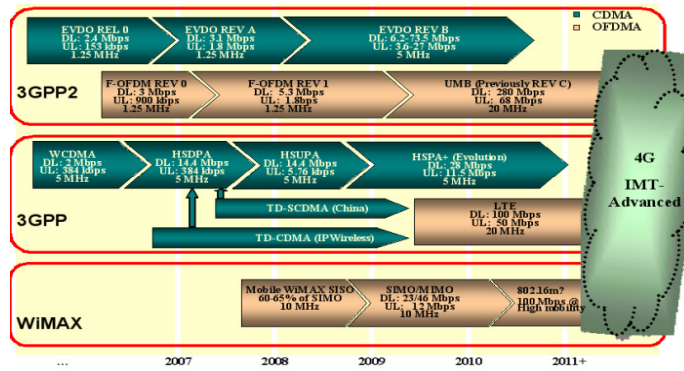 CDMA
OFDMA
3GPP2
EVDO REL 0
DL: 2.4 Mbps
UL: 153 kbps
1.25 MHz
EVDO REV A
DL: 3.1 Mbps
UL: 1.8 Mbps
1.25 MHz
EVDO REV B
DL: 6.2-73.5 Mbps
UL: 3.6-27 Mbps
5 MHz
F-OFDM REV 0
DL: 3 Mbps
UL: 900 kbps
1.25 MHz
F-OFDM REV 1
DL: 5.3 Mbps
UL: 1.8bps
1.25 MHz
UMB (Previously REV C)
DL: 280 Mbps
UL: 68 Mbps
20 MHz
3GPP
WCDMA
DL: 2 Mbps
UL: 384 kbps
5 MHz
HSDPA
DL: 14.4 Mbps
UL: 384 kbps
5 MHz
HSUPA
DL: 14.4 Mbps
UL: 5.76 kbps
5 MHz
HSPA+ (Evolution)
DL: 28 Mbps
UL: 11.5 Mbps
5 MHz
TD-SCDMA (China)
TD-CDMA (IPWireless)
LTE
DL: 100 Mbps
UL: 50 Mbps
20 MHz
4G
IMT-
Advanced
WiMAX
Mobile WiMAX SISO
60-65% of SIMO
10 MHz
SIMO/MIMO
DL: 23/46 Mbps
UL: 12 Mbps
10 MHz
802.16m?
100 Mbps @
High mobility
...
2007
2008
2009
2010
2011+